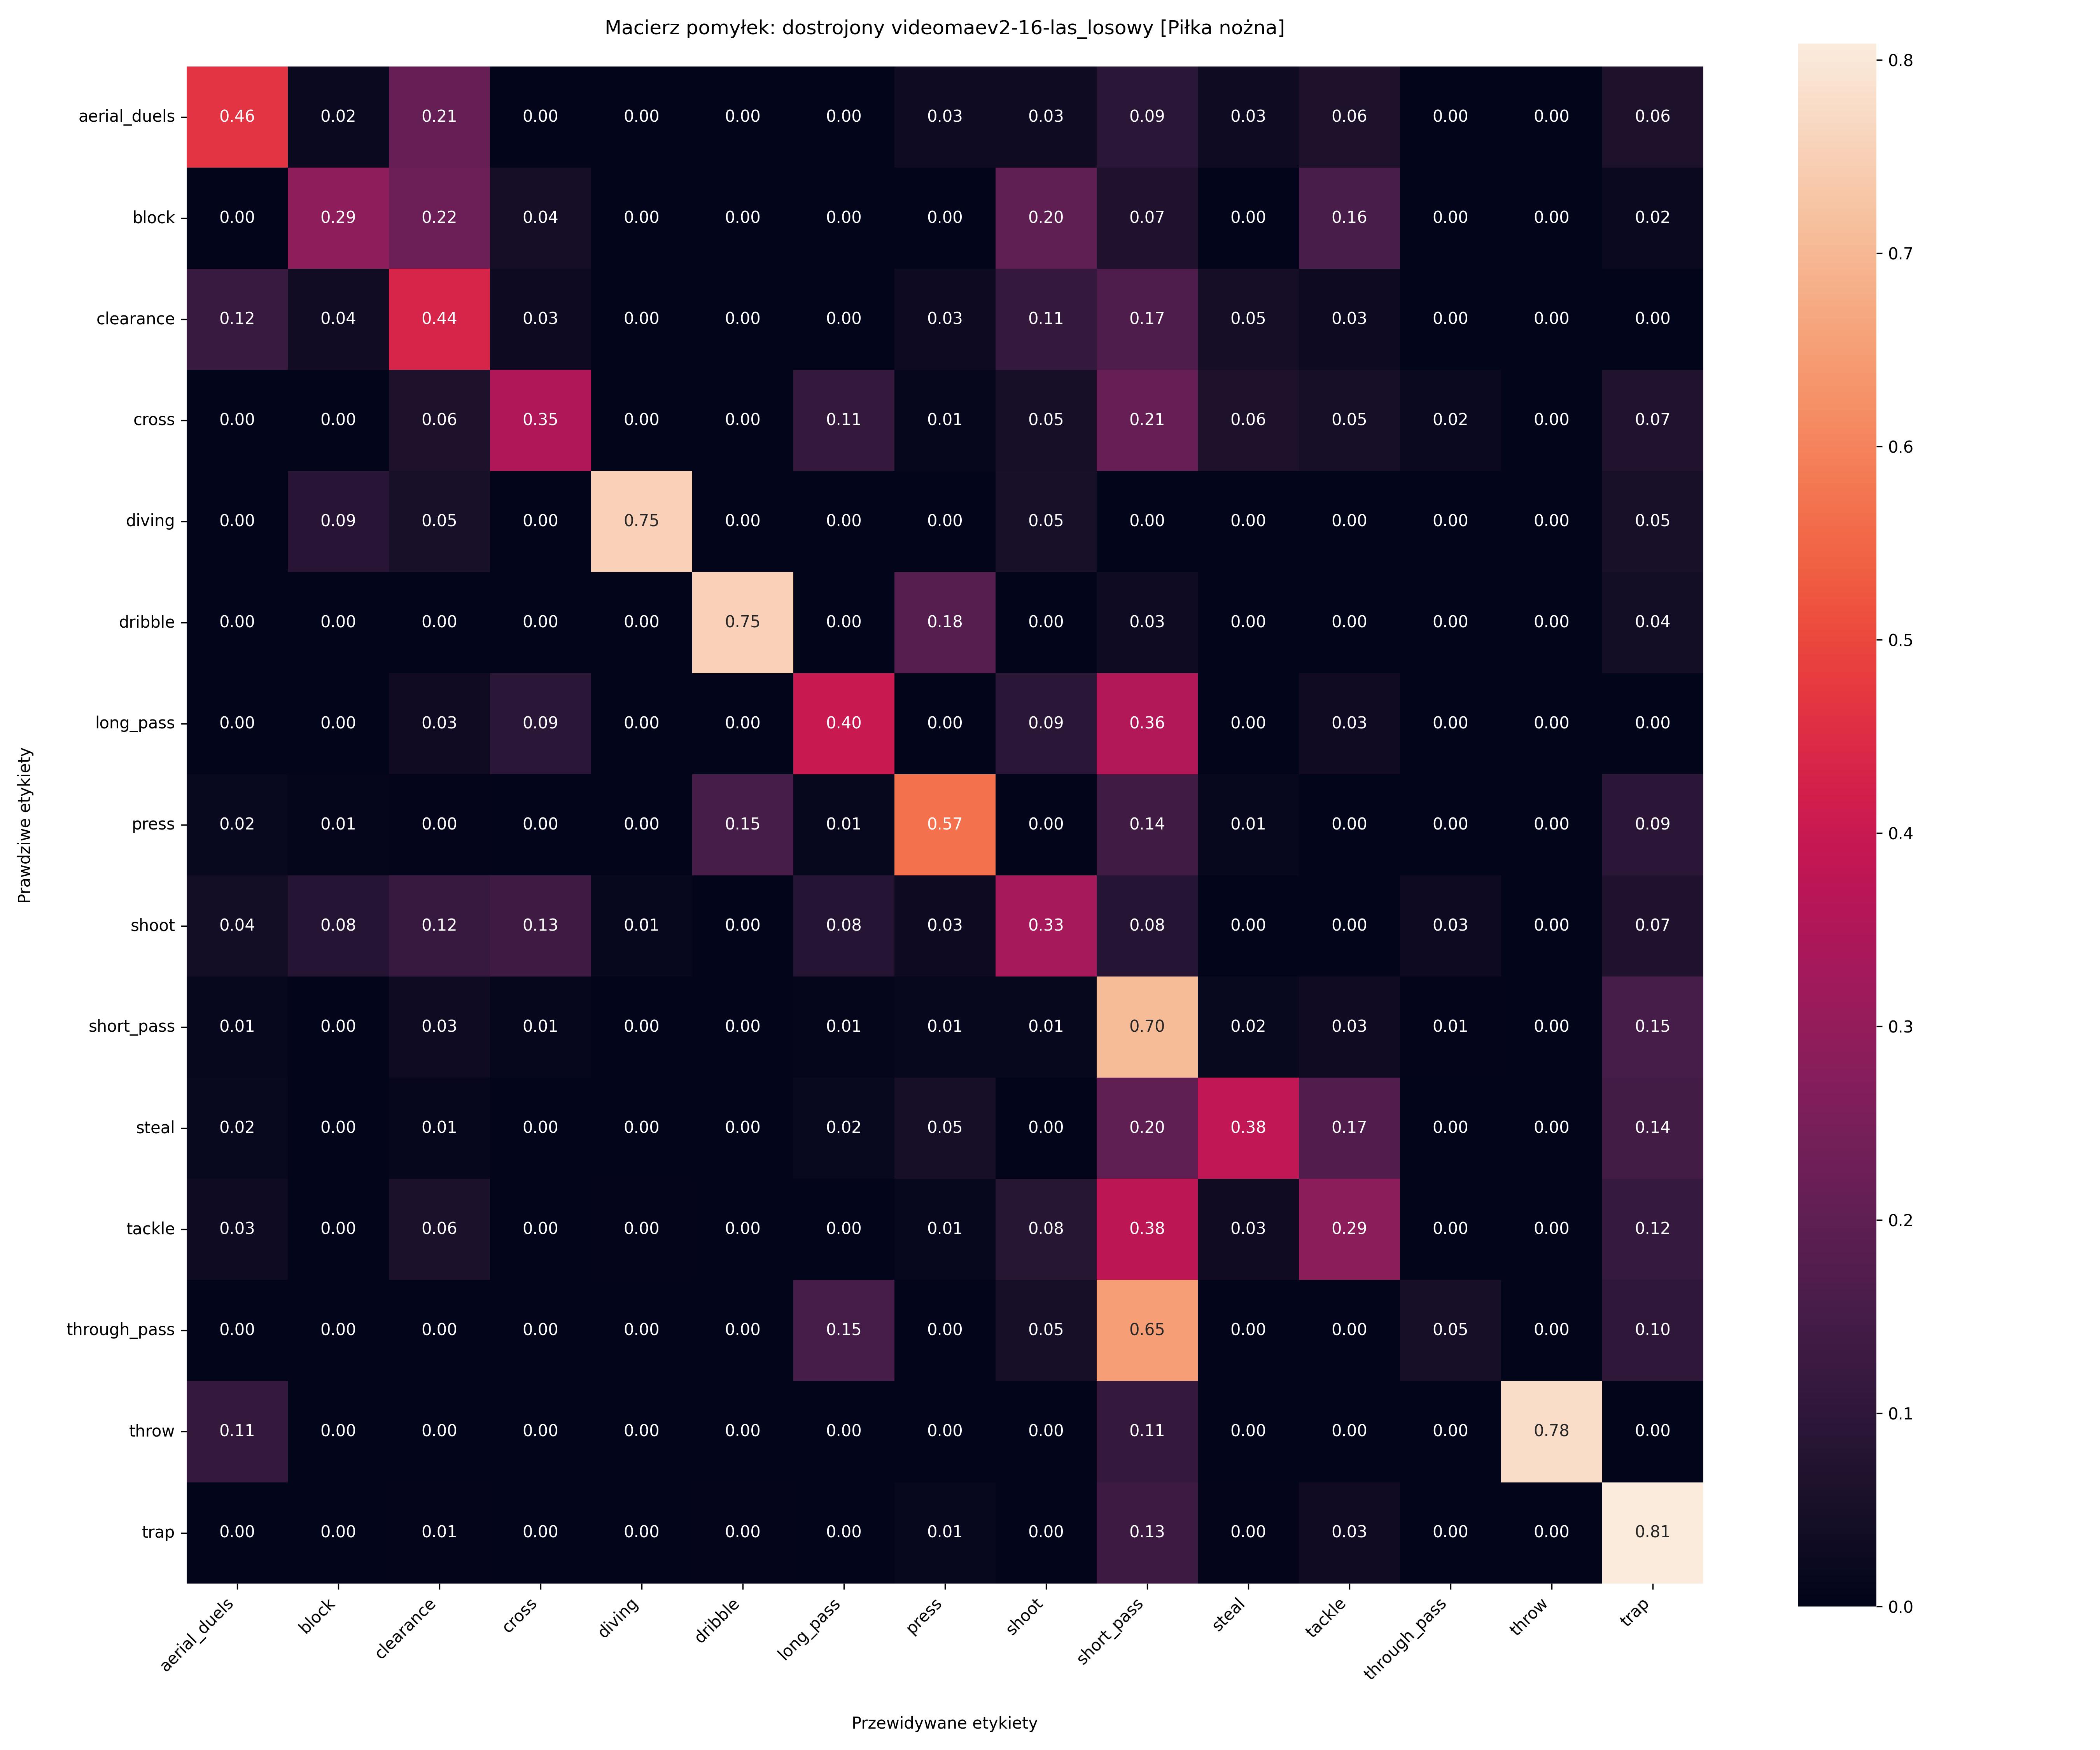 Macierz pomyłek: dostrojony videomaev2-16-las_losowy [Piłka nożna]
aerial_duels 0.46 0.02 0.21 0.00 0.00 0.00 0.00 0.03 0.03 0.09 0.03 0.06 0.00 0.00 0.06
block 0.00 0.29 0.22 0.04 0.00 0.00 0.00 0.00 0.20 0.07 0.00 0.16 0.00 0.00 0.02
clearance 0.12 0.04 0.44 0.03 0.00 0.00 0.00 0.03 0.11 0.17 0.05 0.03 0.00 0.00 0.00
cross 0.00 0.00 0.06 0.35 0.00 0.00 0.11 0.01 0.05 0.21 0.06 0.05 0.02 0.00 0.07
diving 0.00 0.09 0.05 0.00 0.75 0.00 0.00 0.00 0.05 0.00 0.00 0.00 0.00 0.00 0.05
dribble 0.00 0.00 0.00 0.00 0.00 0.75 0.00 0.18 0.00 0.03 0.00 0.00 0.00 0.00 0.04
long_pass 0.00 0.00 0.03 0.09 0.00 0.00 0.40 0.00 0.09 0.36 0.00 0.03 0.00 0.00 0.00
press 0.02 0.01 0.00 0.00 0.00 0.15 0.01 0.57 0.00 0.14 0.01 0.00 0.00 0.00 0.09
shoot 0.04 0.08 0.12 0.13 0.01 0.00 0.08 0.03 0.33 0.08 0.00 0.00 0.03 0.00 0.07
short_pass 0.01 0.00 0.03 0.01 0.00 0.00 0.01 0.01 0.01 0.70 0.02 0.03 0.01 0.00 0.15
steal 0.02 0.00 0.01 0.00 0.00 0.00 0.02 0.05 0.00 0.20 0.38 0.17 0.00 0.00 0.14
tackle 0.03 0.00 0.06 0.00 0.00 0.00 0.00 0.01 0.08 0.38 0.03 0.29 0.00 0.00 0.12
through_pass 0.00 0.00 0.00 0.00 0.00 0.00 0.15 0.00 0.05 0.65 0.00 0.00 0.05 0.00 0.10
throw 0.11 0.00 0.00 0.00 0.00 0.00 0.00 0.00 0.00 0.11 0.00 0.00 0.00 0.78 0.00
trap 0.00 0.00 0.01 0.00 0.00 0.00 0.00 0.01 0.00 0.13 0.00 0.03 0.00 0.00 0.81
aerial_duels block clearance cross diving dribble long_pass press shoot short_pass steal tackle through_pass throw trap
Przewidywane etykiety
Prawdziwe etykiety
0.8
0.7
0.6
0.5
0.4
0.3
0.2
0.1
0.0